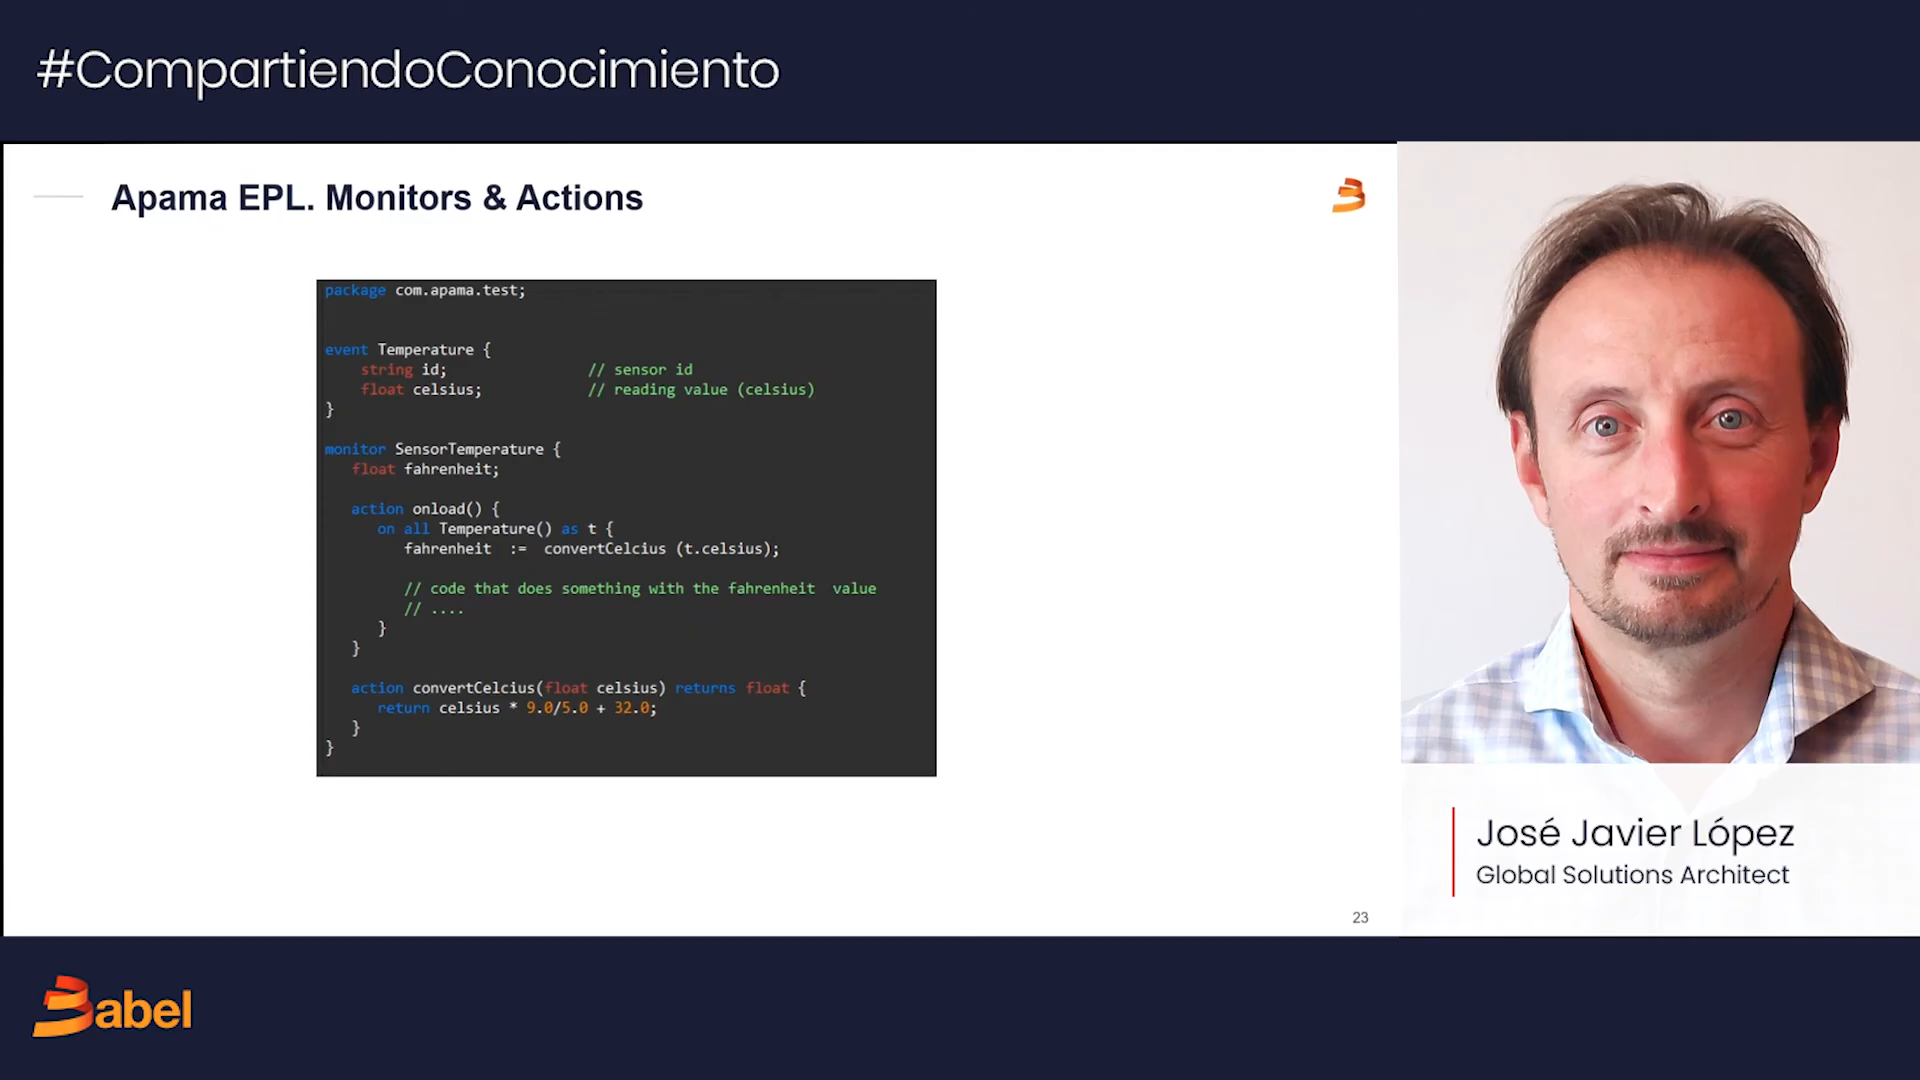 #CompartiendoConocimiento
Apama EPL. Monitors & Actions
package com.apama.test;
event Temperature {
string id; // sensor id
float celsius; // reading value (celsius)
}
monitor SensorTemperature {
float fahrenheit;
action onload() {
on all Temperature() as t {
fahrenheit := convertCelcius (t.celsius);
// code that does something with the fahrenheit value
// ....
}
}
action convertCelcius(float celsius) returns float {
return celsius * 9.0/5.0 + 32.0;
}
}
José Javier López
Global Solutions Architect
23
Babel